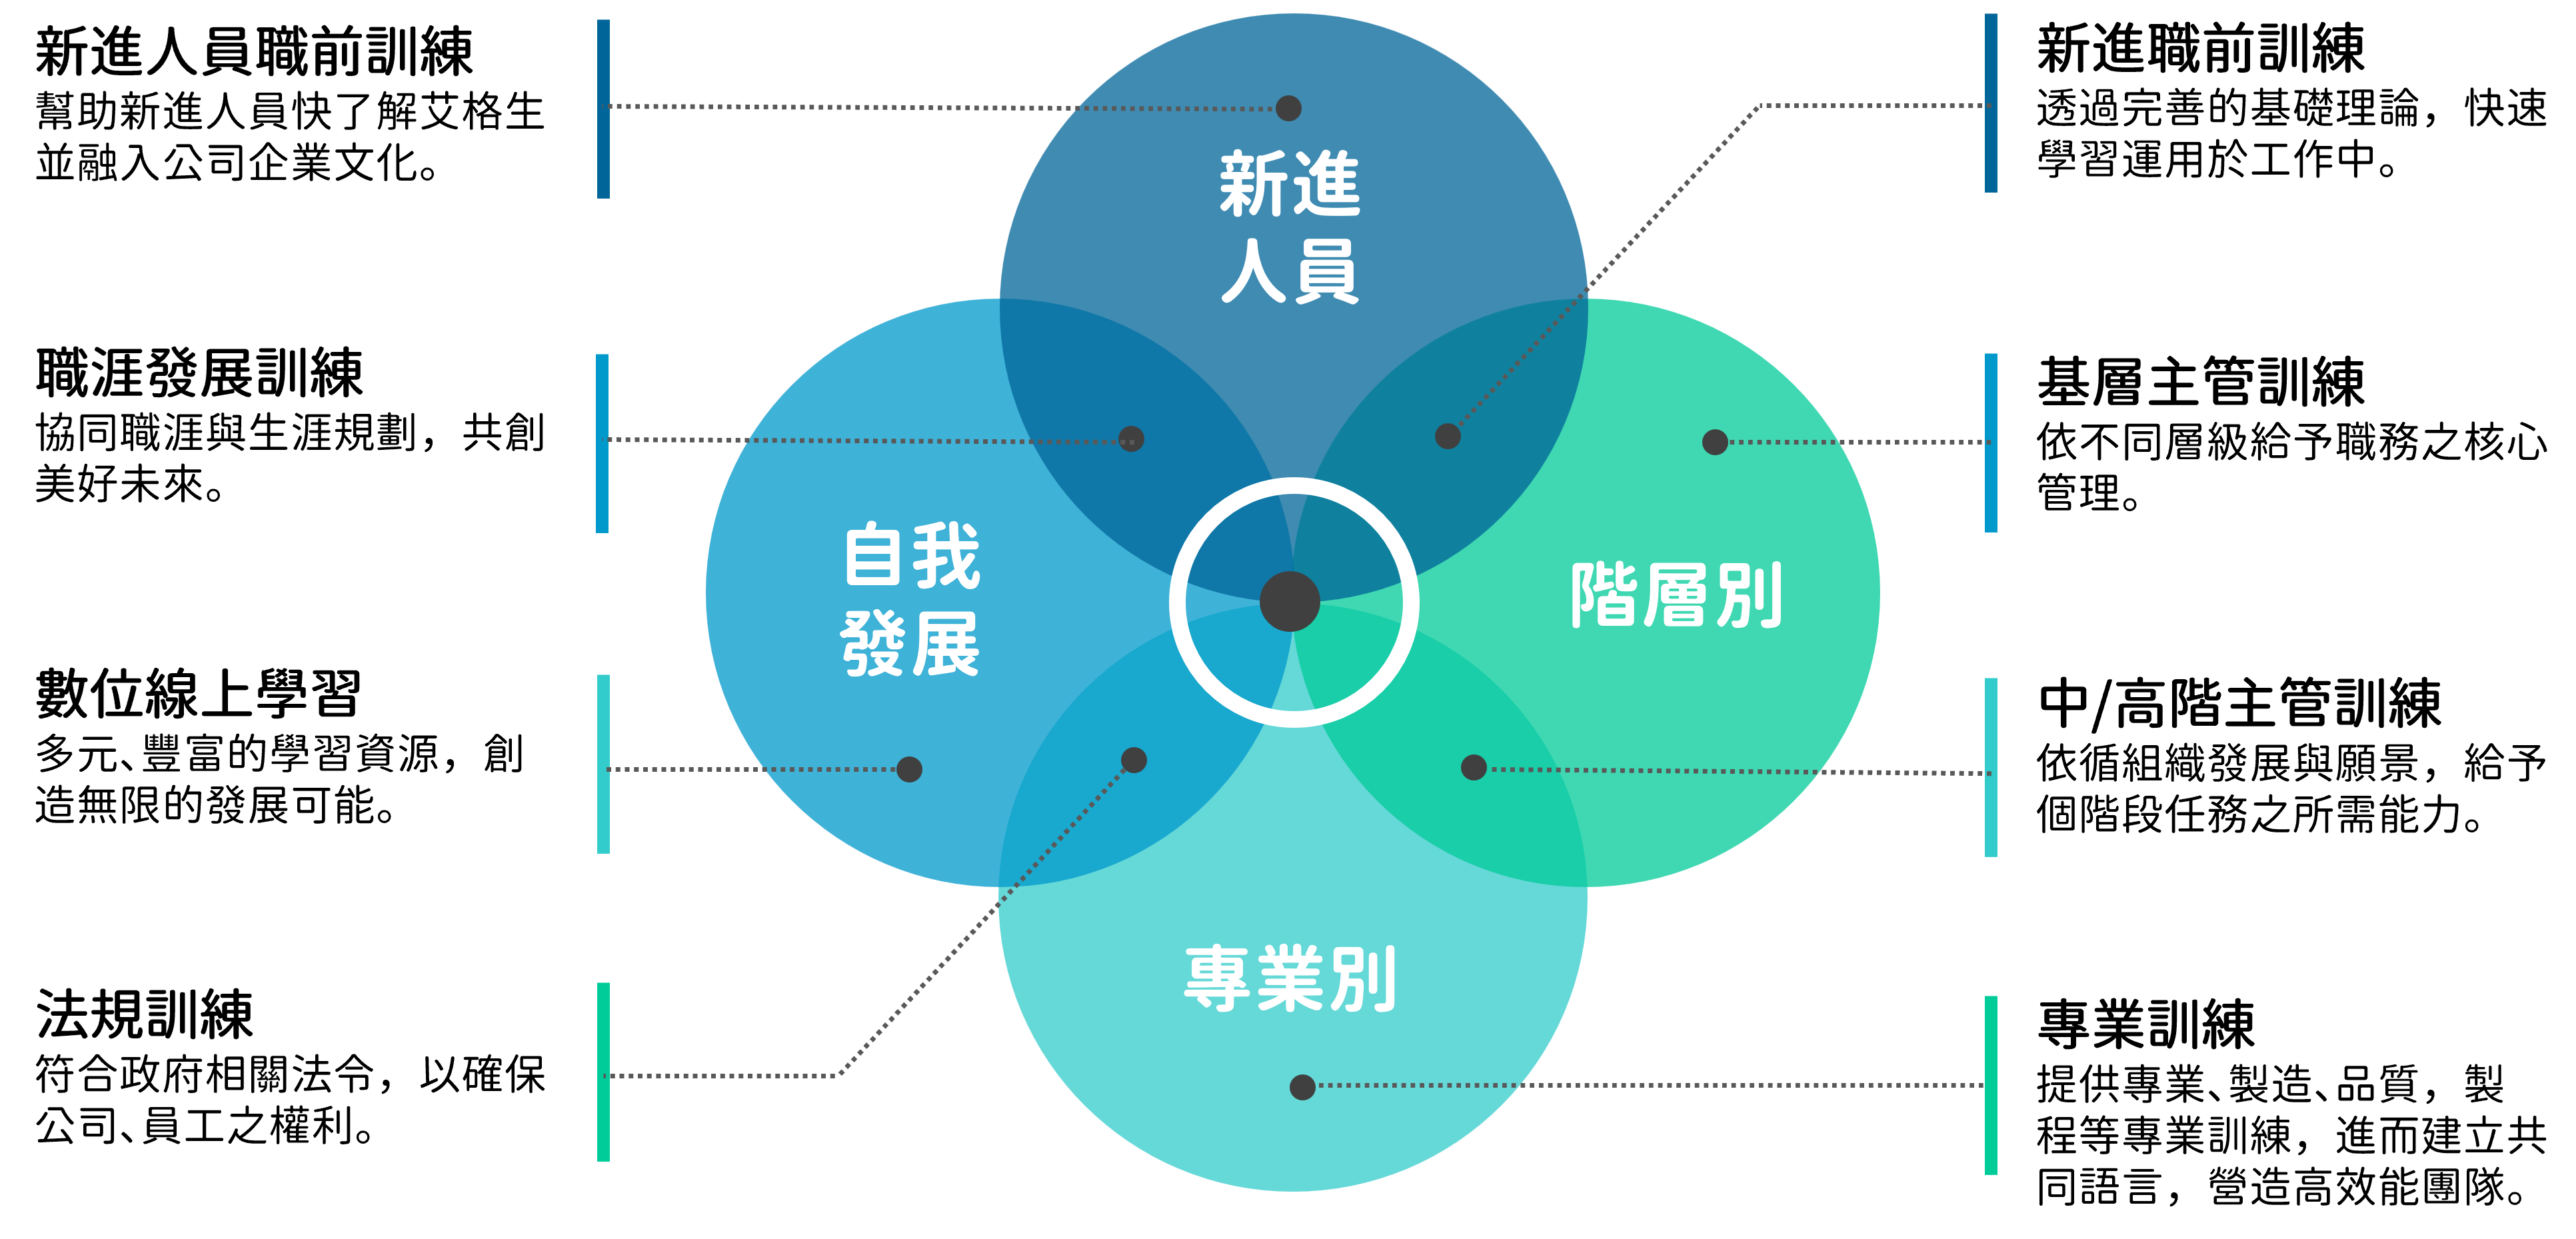 新進人員職前訓練
幫助新進人員快了解艾格生
並融入公司企業文化。
職涯發展訓練
協同職涯與生涯規劃，共創
美好未來。
數位線上學習
多元、豐富的學習資源，創
造無限的發展可能。
法規訓練
符合政府相關法令，以確保
公司、員工之權利。
新進
人員
自我
發展
階層別
專業別
新進職前訓練
透過完善的基礎理論，快速
學習運用於工作中。
基層主管訓練
依不同層級給予職務之核心
管理。
中/高階主管訓練
依循組織發展與願景，給予
個階段任務之所需能力。
專業訓練
提供專業、製造、品質，製
程等專業訓練，進而建立共
同語言，營造高效能團隊。